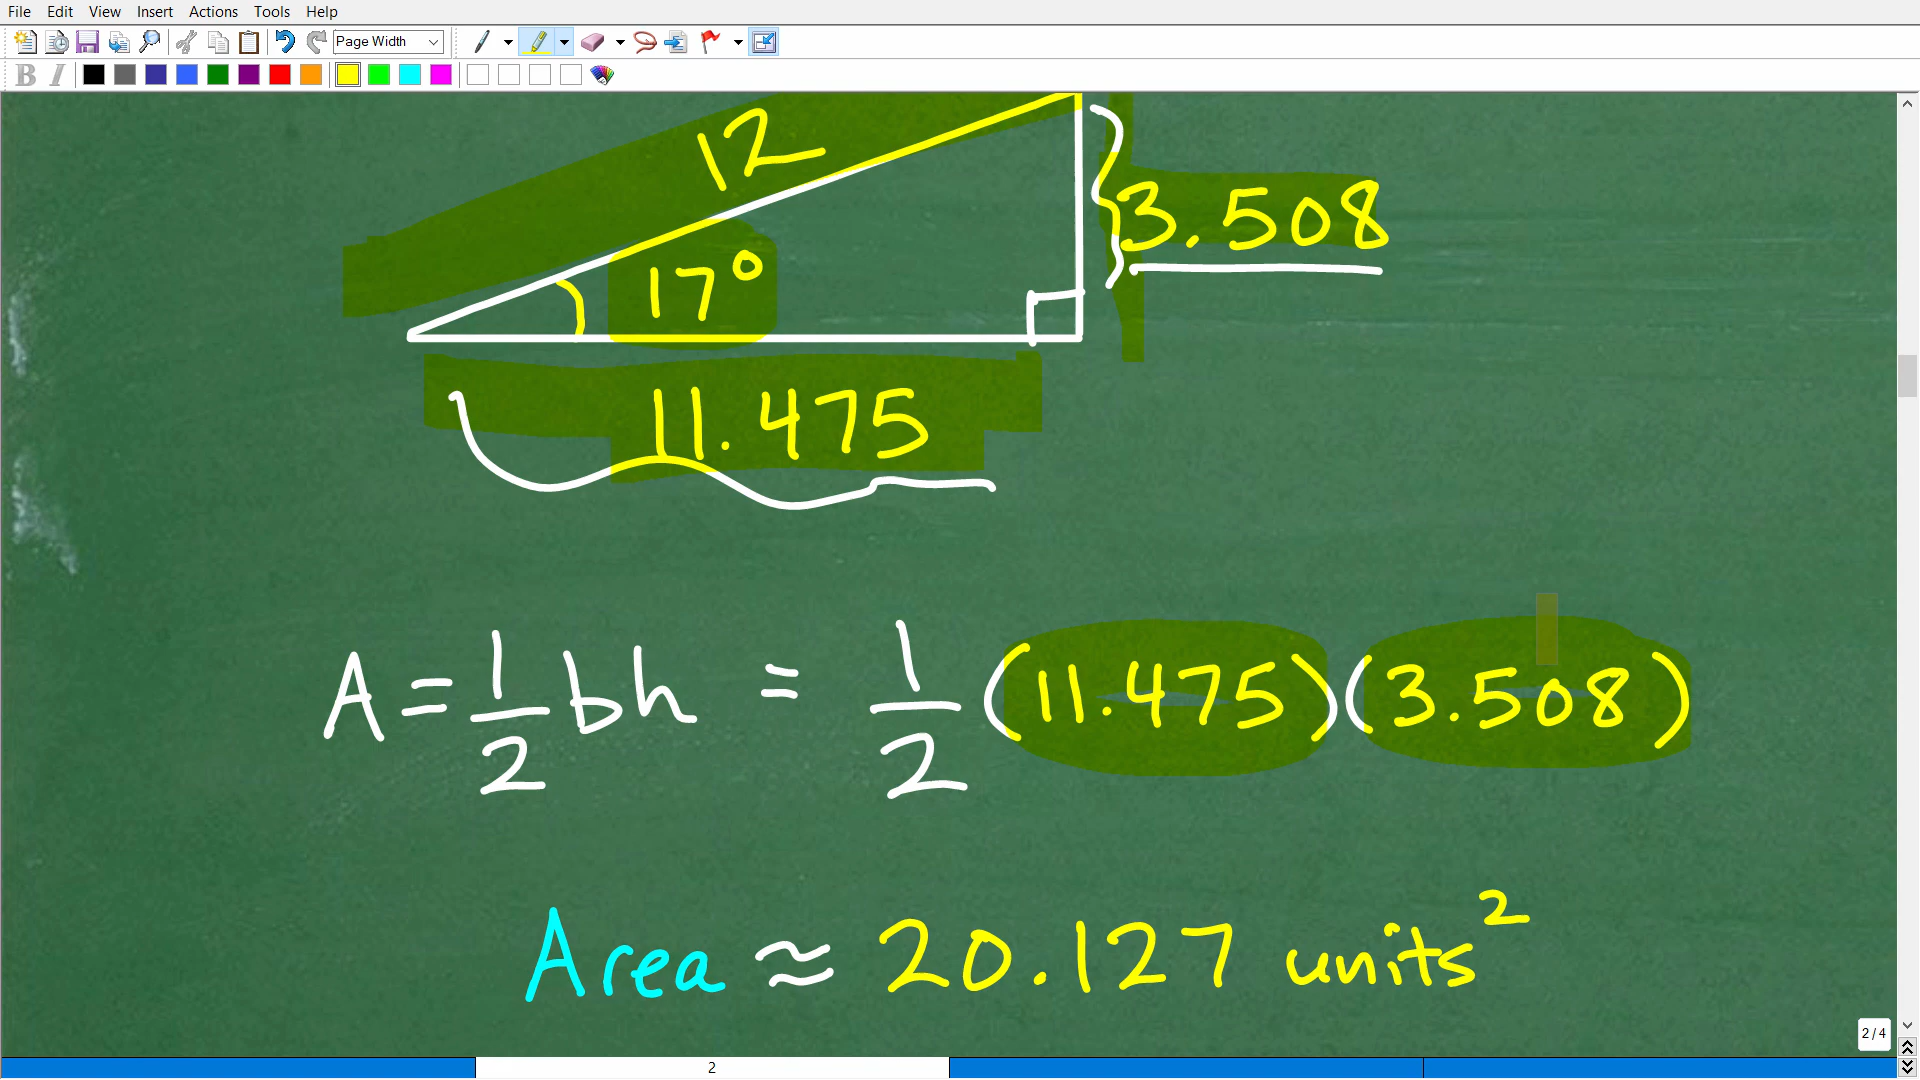 File Edit View Insert Actions Tools Help
Page Width
B I
12
3.508
17°
11.475
A = 1/2 bh = 1/2 (11.475)(3.508)
Area ≈ 20.127 units²
2 / 4
2